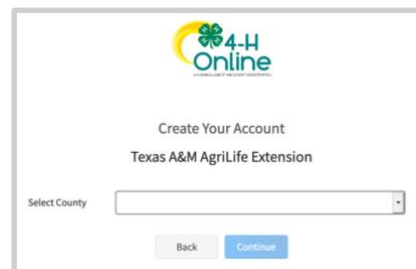 4-H
Online
Create Your Account
Texas A&M AgriLife Extension
Select County
Back
Continue